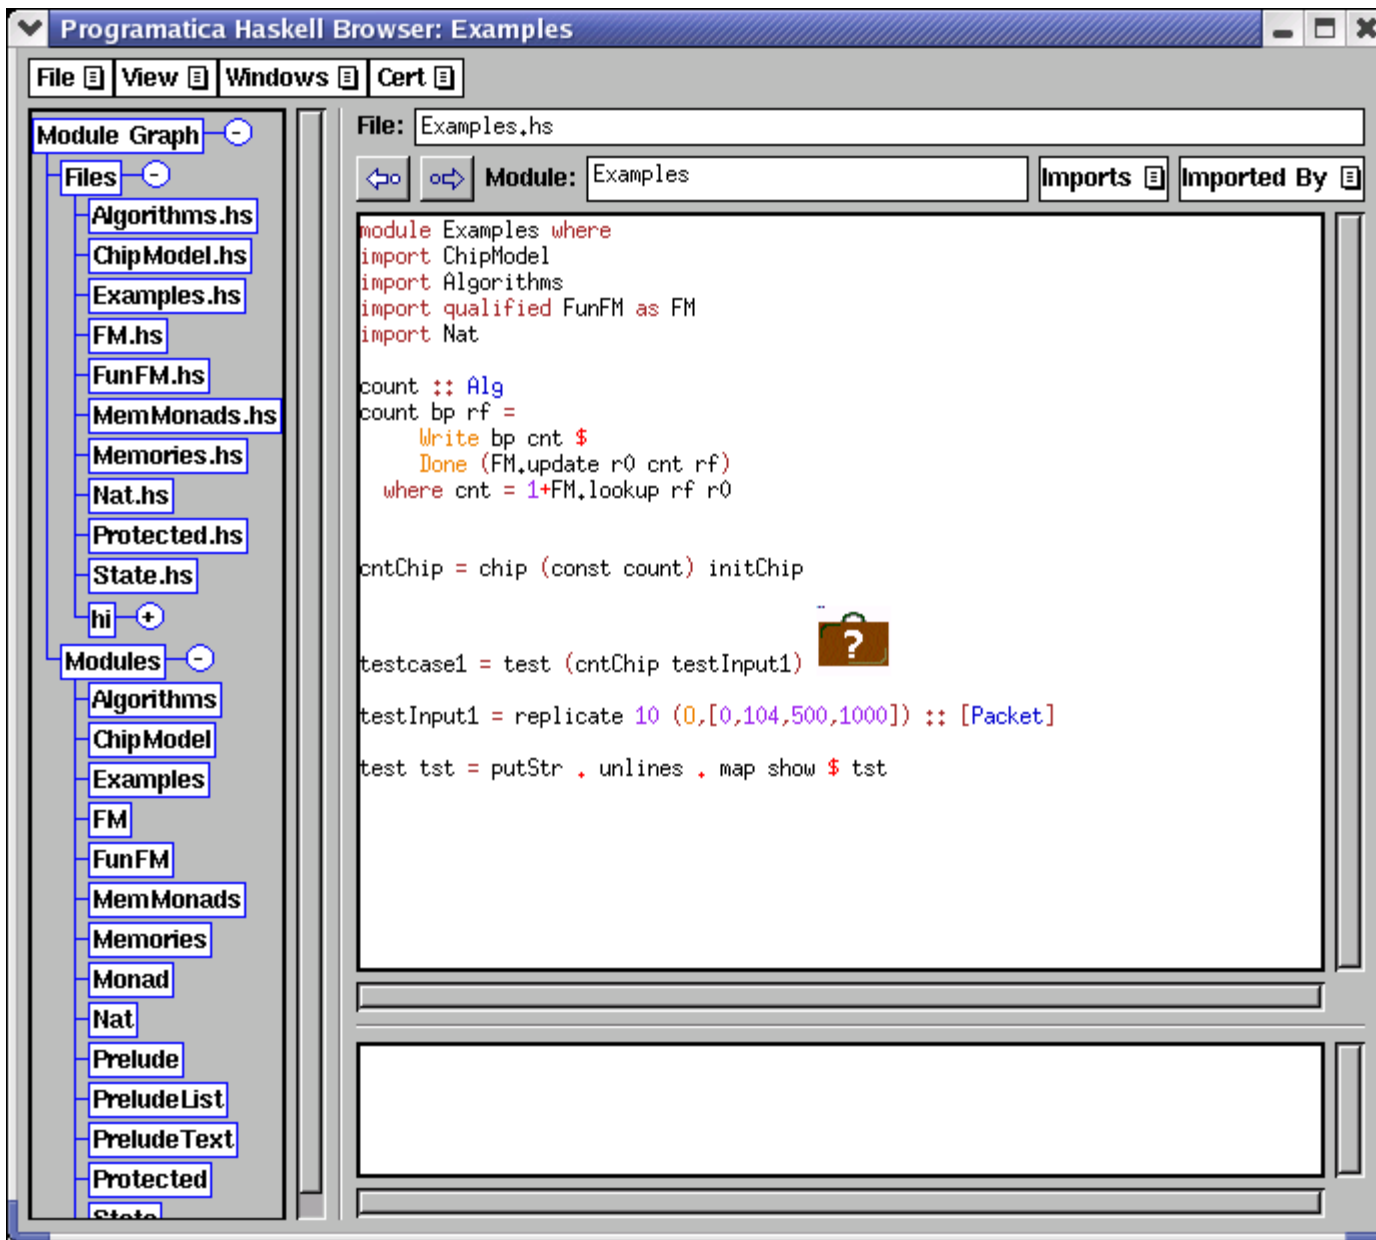 Programatica Haskell Browser: Examples
File View Windows Cert
Module Graph
Files
Algorithms.hs
ChipModel.hs
Examples.hs
FM.hs
FunFM.hs
MemMonads.hs
Memories.hs
Nat.hs
Protected.hs
State.hs
hi
Modules
Algorithms
ChipModel
Examples
FM
FunFM
MemMonads
Memories
Monad
Nat
Prelude
PreludeList
PreludeText
Protected
State
File: Examples.hs
Module: Examples Imports Imported By
module Examples where
import ChipModel
import Algorithms
import qualified FunFM as FM
import Nat
count :: Alg
count bp rf =
Write bp cnt $
Done (FM.update r0 cnt rf)
where cnt = 1+FM.lookup rf r0
cntChip = chip (const count) initChip
testcase1 = test (cntChip testInput1) ?
testInput1 = replicate 10 (0,[0,104,500,1000]) :: [Packet]
test tst = putStr . unlines . map show $ tst